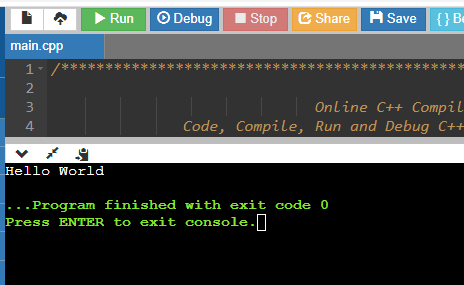 Run Debug Stop Share Save { } Be
main.cpp
1 /**********************************************
2
3 Online C++ Compil
4 Code, Compile, Run and Debug C++
Hello World
...Program finished with exit code 0
Press ENTER to exit console.